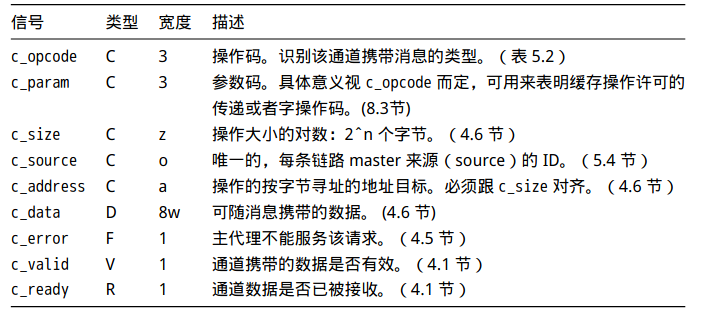 信号 类型 宽度 描述
c_opcode C 3 操作码。识别该通道携带消息的类型。（表 5.2）
c_param C 3 参数码。具体意义视 c_opcode 而定，可用来表明缓存操作许可的
传递或者字操作码。(8.3节)
c_size C z 操作大小的对数：2^n 个字节。（4.6 节）
c_source C o 唯一的，每条链路 master 来源（source）的 ID。（5.4 节）
c_address C a 操作的按字节寻址的地址目标。必须跟 c_size 对齐。（4.6 节）
c_data D 8w 可随消息携带的数据。(4.6 节)
c_error F 1 主代理不能服务该请求。（4.5 节）
c_valid V 1 通道携带的数据是否有效。（4.1 节）
c_ready R 1 通道数据是否已被接收。（4.1 节）